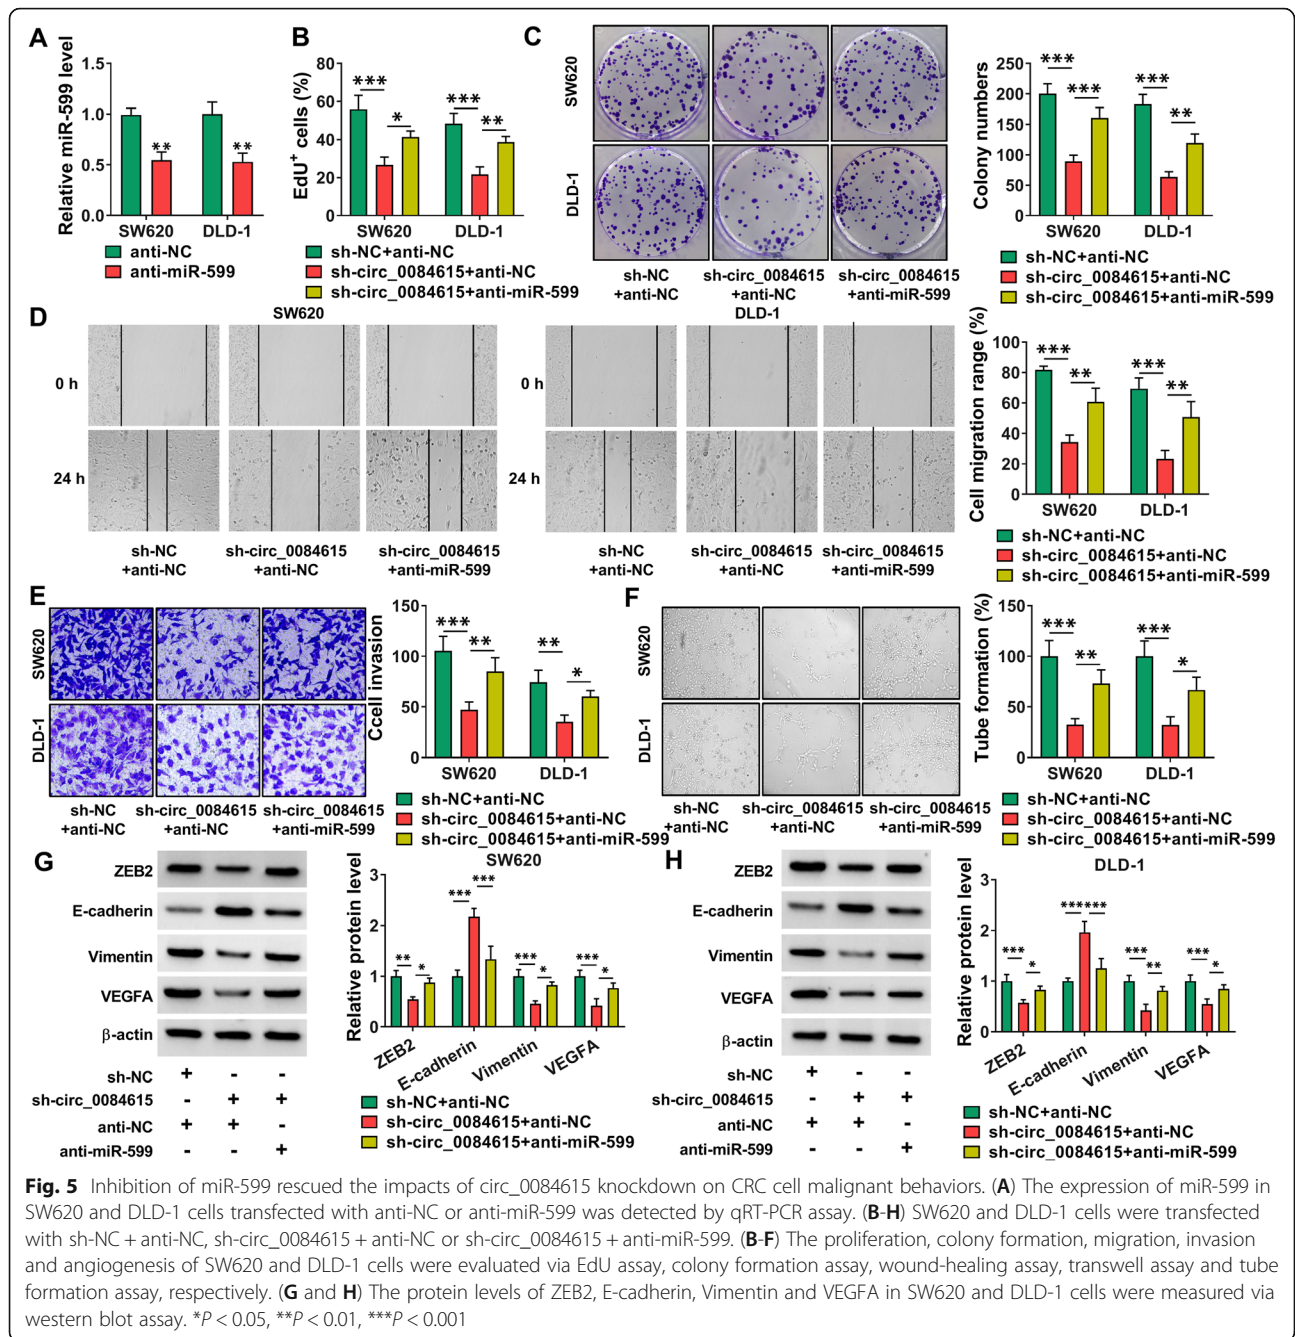 A
Relative miR-599 level
1.5
1.0
0.5
0.0
**
**
SW620
DLD-1
anti-NC
anti-miR-599
B
EdU+ cells (%)
80
60
40
20
0
***
*
***
**
SW620
DLD-1
sh-NC+anti-NC
sh-circ_0084615+anti-NC
sh-circ_0084615+anti-miR-599
C
SW620
DLD-1
sh-NC
+anti-NC
sh-circ_0084615
+anti-NC
sh-circ_0084615
+anti-miR-599
Colony numbers
250
200
150
100
50
0
***
***
***
**
SW620
DLD-1
sh-NC+anti-NC
sh-circ_0084615+anti-NC
sh-circ_0084615+anti-miR-599
D
SW620
DLD-1
0 h
24 h
0 h
24 h
sh-NC
+anti-NC
sh-circ_0084615
+anti-NC
sh-circ_0084615
+anti-miR-599
sh-NC
+anti-NC
sh-circ_0084615
+anti-NC
sh-circ_0084615
+anti-miR-599
Cell migration range (%)
100
80
60
40
20
0
***
**
***
**
SW620
DLD-1
sh-NC+anti-NC
sh-circ_0084615+anti-NC
sh-circ_0084615+anti-miR-599
E
SW620
DLD-1
sh-NC
+anti-NC
sh-circ_0084615
+anti-NC
sh-circ_0084615
+anti-miR-599
Ccell invasion
150
100
50
0
***
**
**
*
SW620
DLD-1
sh-NC+anti-NC
sh-circ_0084615+anti-NC
sh-circ_0084615+anti-miR-599
F
SW620
DLD-1
sh-NC
+anti-NC
sh-circ_0084615
+anti-NC
sh-circ_0084615
+anti-miR-599
Tube formation (%)
150
100
50
0
***
**
***
*
SW620
DLD-1
sh-NC+anti-NC
sh-circ_0084615+anti-NC
sh-circ_0084615+anti-miR-599
G
ZEB2
E-cadherin
Vimentin
VEGFA
β-actin
sh-NC + - -
sh-circ_0084615 - + +
anti-NC + + -
anti-miR-599 - - +
SW620
Relative protein level
3
2
1
0
**
*
***
***
***
*
***
*
ZEB2
E-cadherin
Vimentin
VEGFA
sh-NC+anti-NC
sh-circ_0084615+anti-NC
sh-circ_0084615+anti-miR-599
H
ZEB2
E-cadherin
Vimentin
VEGFA
β-actin
sh-NC + - -
sh-circ_0084615 - + +
anti-NC + + -
anti-miR-599 - - +
DLD-1
Relative protein level
3
2
1
0
***
*
***
***
***
**
***
*
ZEB2
E-cadherin
Vimentin
VEGFA
sh-NC+anti-NC
sh-circ_0084615+anti-NC
sh-circ_0084615+anti-miR-599
Fig. 5 Inhibition of miR-599 rescued the impacts of circ_0084615 knockdown on CRC cell malignant behaviors. (A) The expression of miR-599 in
SW620 and DLD-1 cells transfected with anti-NC or anti-miR-599 was detected by qRT-PCR assay. (B-H) SW620 and DLD-1 cells were transfected
with sh-NC + anti-NC, sh-circ_0084615 + anti-NC or sh-circ_0084615 + anti-miR-599. (B-F) The proliferation, colony formation, migration, invasion
and angiogenesis of SW620 and DLD-1 cells were evaluated via EdU assay, colony formation assay, wound-healing assay, transwell assay and tube
formation assay, respectively. (G and H) The protein levels of ZEB2, E-cadherin, Vimentin and VEGFA in SW620 and DLD-1 cells were measured via
western blot assay. *P < 0.05, **P < 0.01, ***P < 0.001